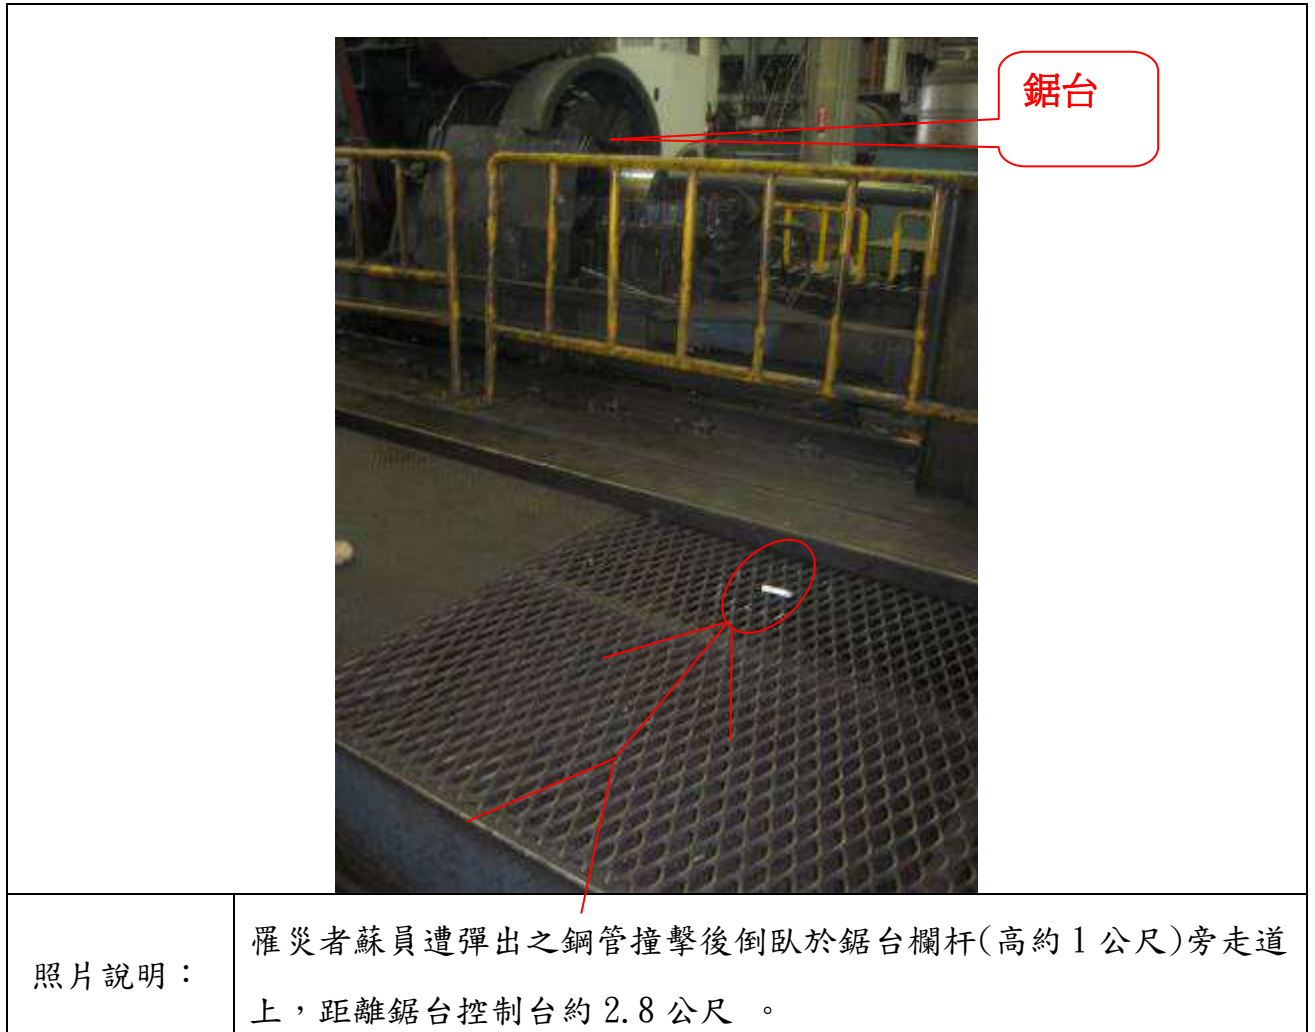 鋸台
照片說明：
罹災者蘇員遭彈出之鋼管撞擊後倒臥於鋸台欄杆(高約1公尺)旁走道
上，距離鋸台控制台約2.8公尺 。